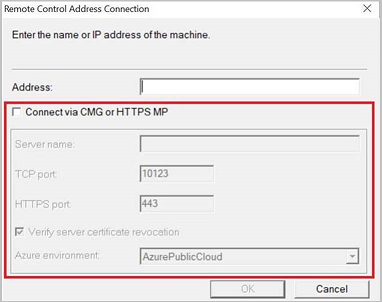 Remote Control Address Connection
Enter the name or IP address of the machine.
Address:
Connect via CMG or HTTPS MP
Server name:
TCP port: 10123
HTTPS port: 443
Verify server certificate revocation
Azure environment: AzurePublicCloud
OK Cancel